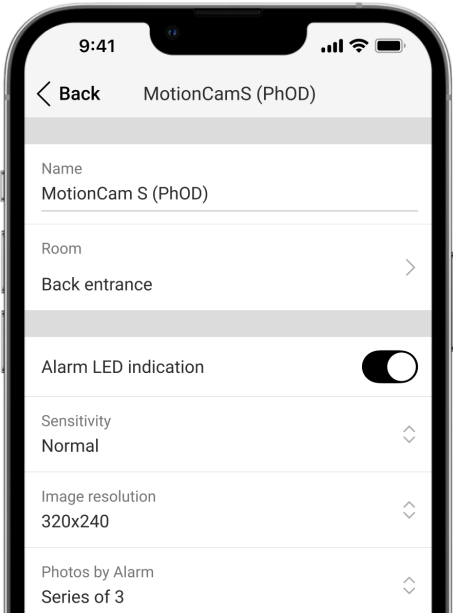 9:41
Back MotionCamS (PhOD)
Name
MotionCam S (PhOD)
Room
Back entrance
Alarm LED indication
Sensitivity
Normal
Image resolution
320x240
Photos by Alarm
Series of 3